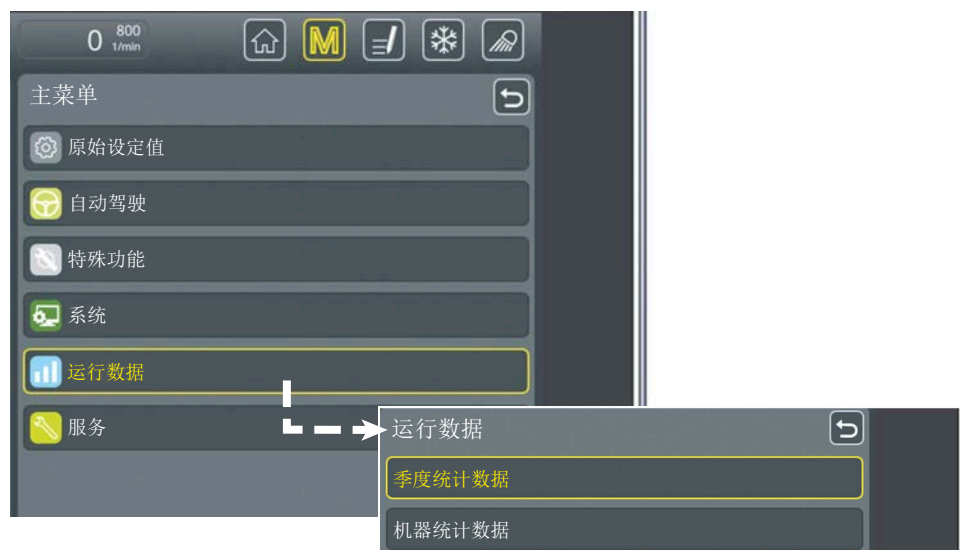 0 800
1/min
M
主菜单
原始设定值
自动驾驶
特殊功能
系统
运行数据
服务
运行数据
季度统计数据
机器统计数据